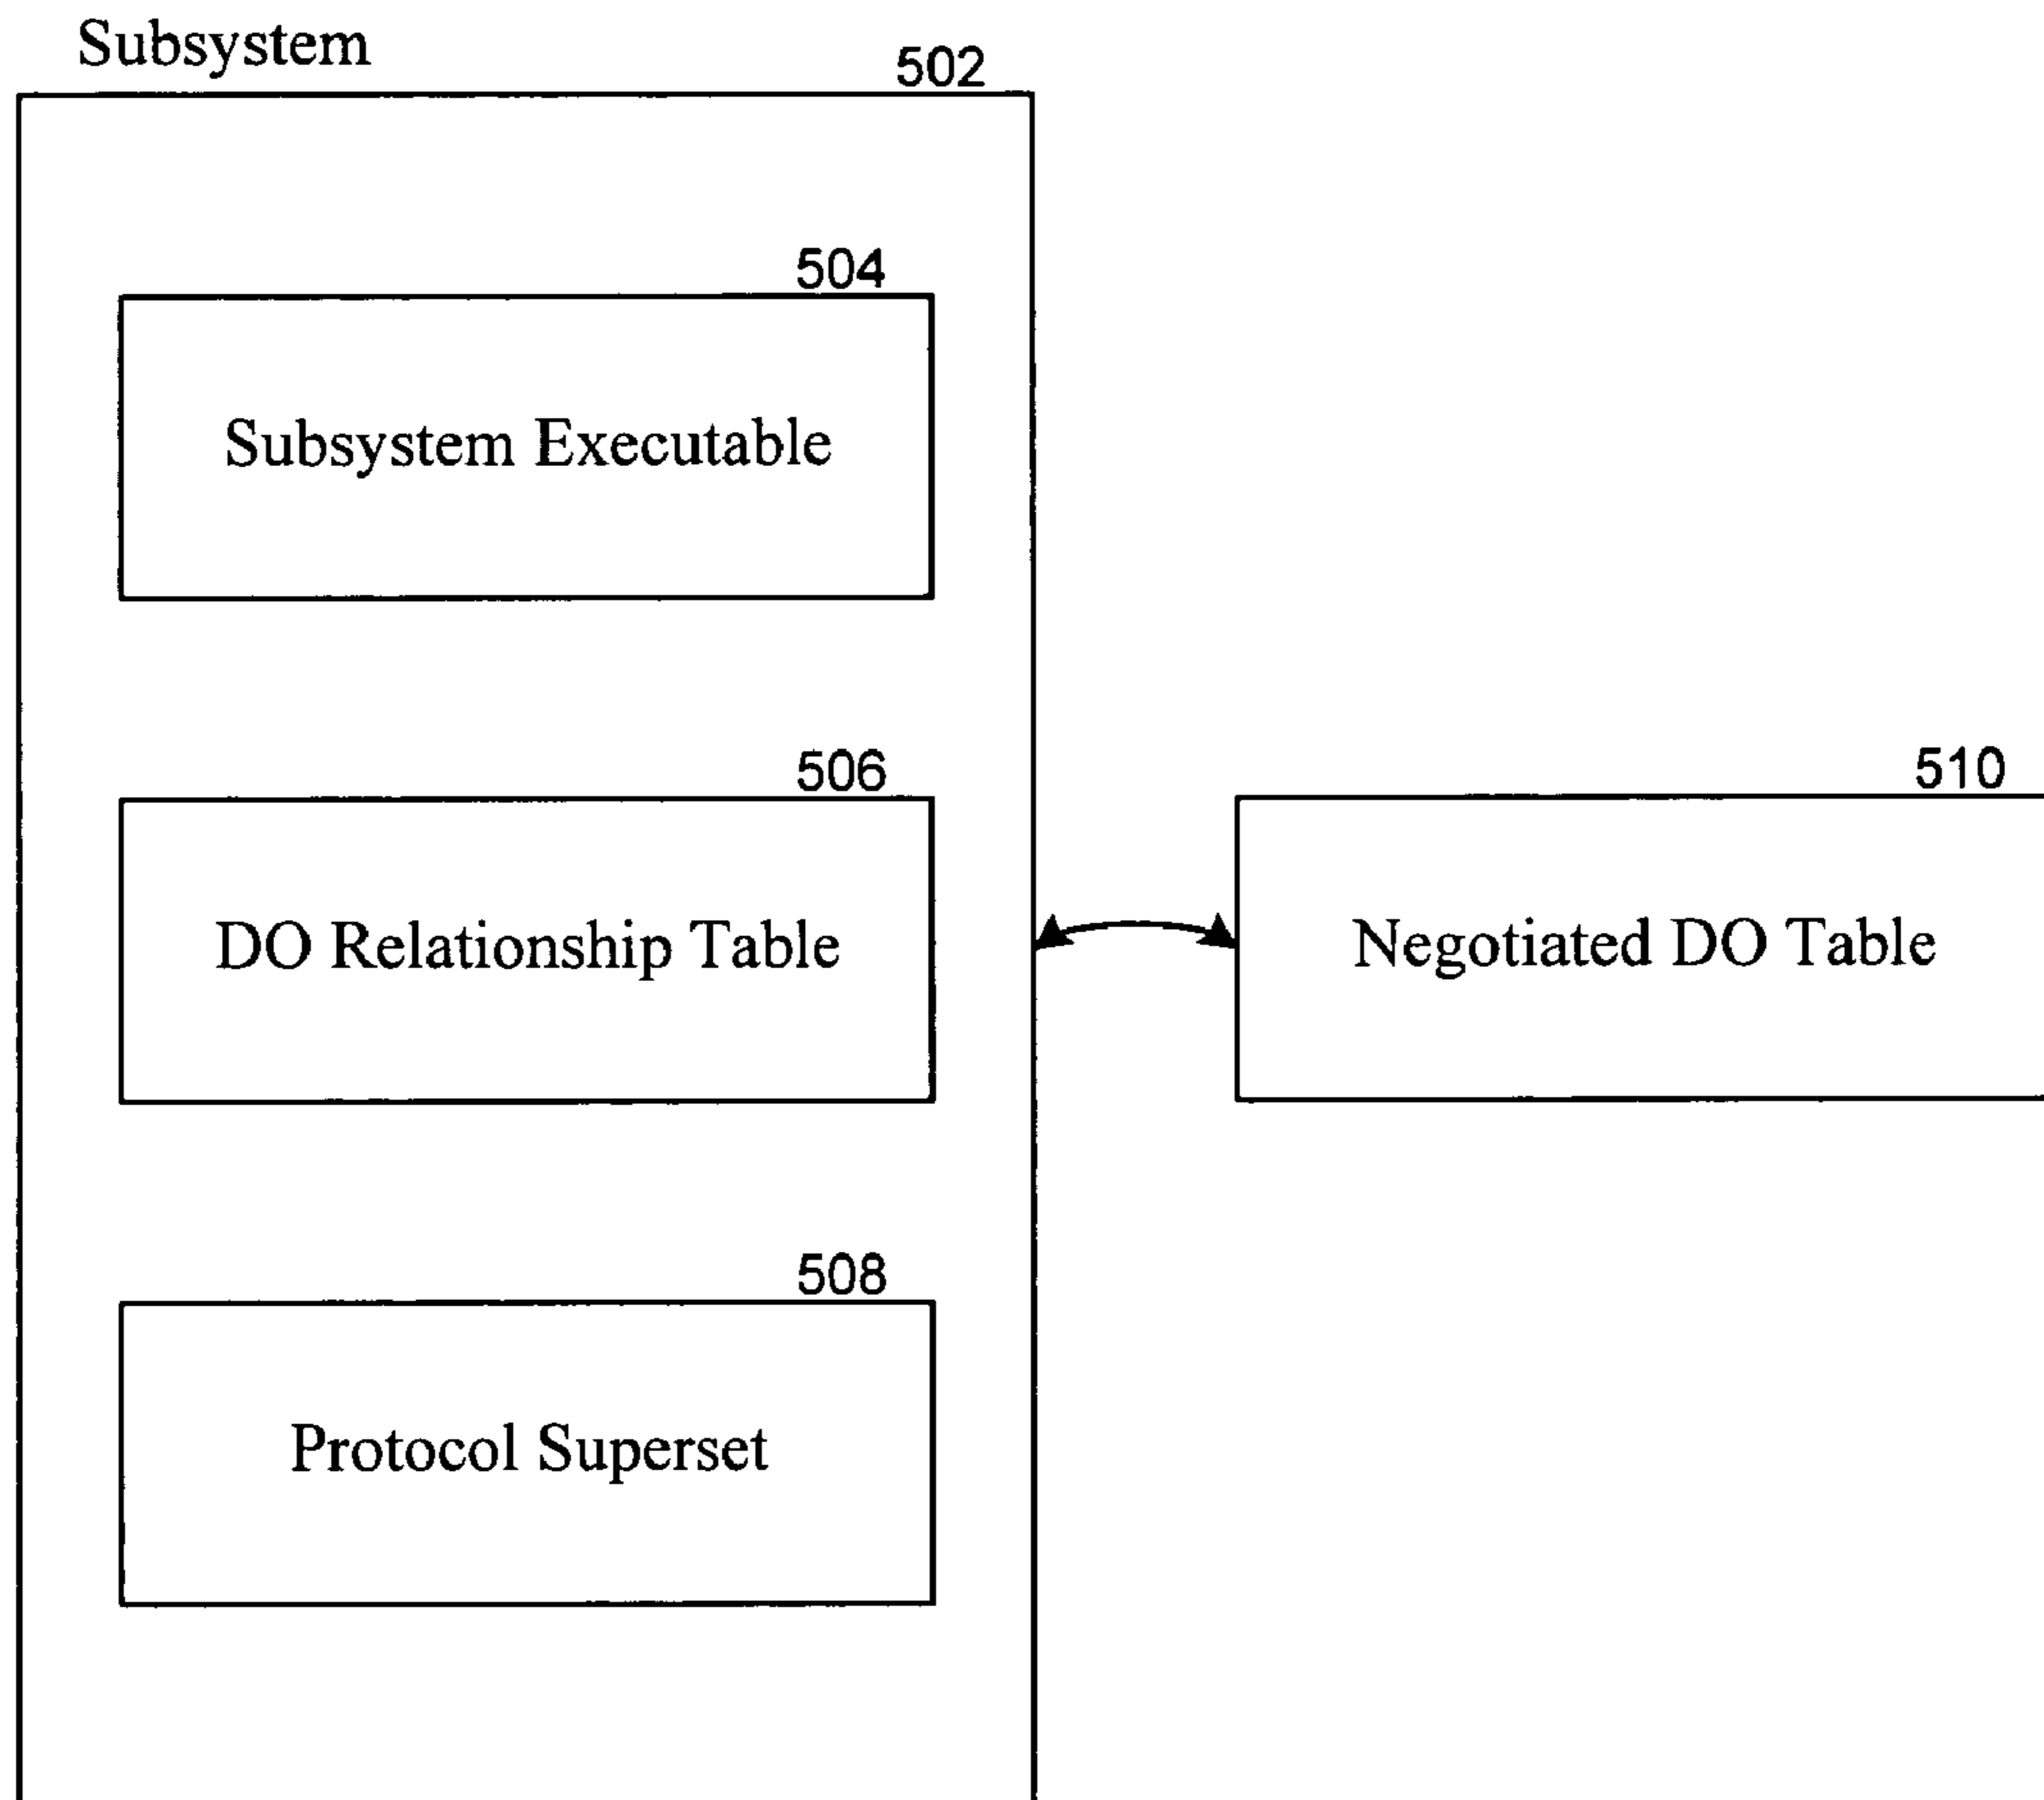 Subsystem
502
504
Subsystem Executable
506
DO Relationship Table
510
Negotiated DO Table
508
Protocol Superset